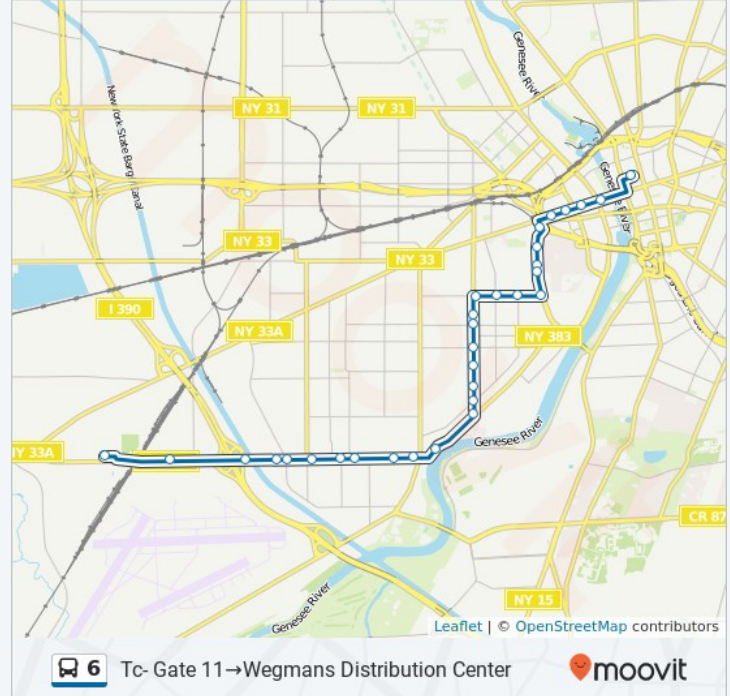 Genesee River
New York State Barge Canal
NY 31
NY 31
Genesee River
NY 33
NY 33
I 390
NY 33A
NY 383
NY 33A
Genesee River
CR 87
NY 15
Genesee River
Leaflet | © OpenStreetMap contributors
6 Tc- Gate 11→Wegmans Distribution Center
moovit